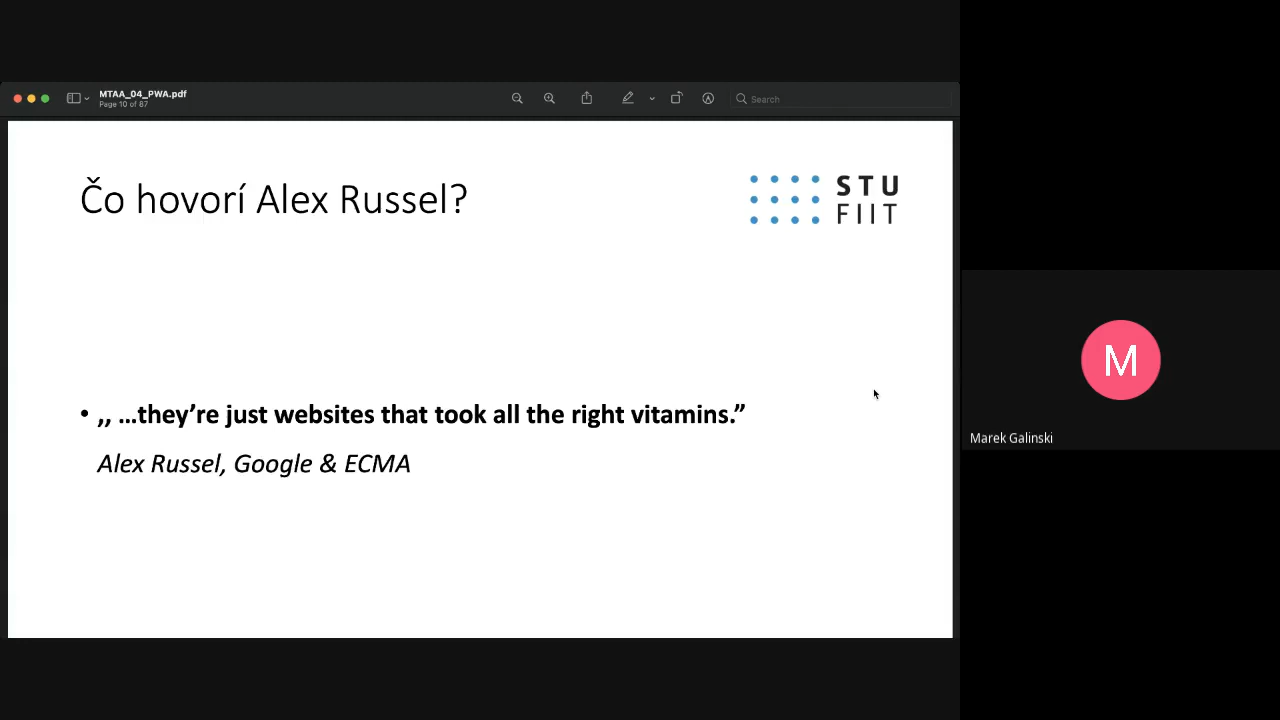 MTAA_04_PWA.pdf
Page 10 of 87
Search
Čo hovorí Alex Russel?
STU
FIIT
• ,, …they’re just websites that took all the right vitamins.”
Alex Russel, Google & ECMA
M
Marek Galinski